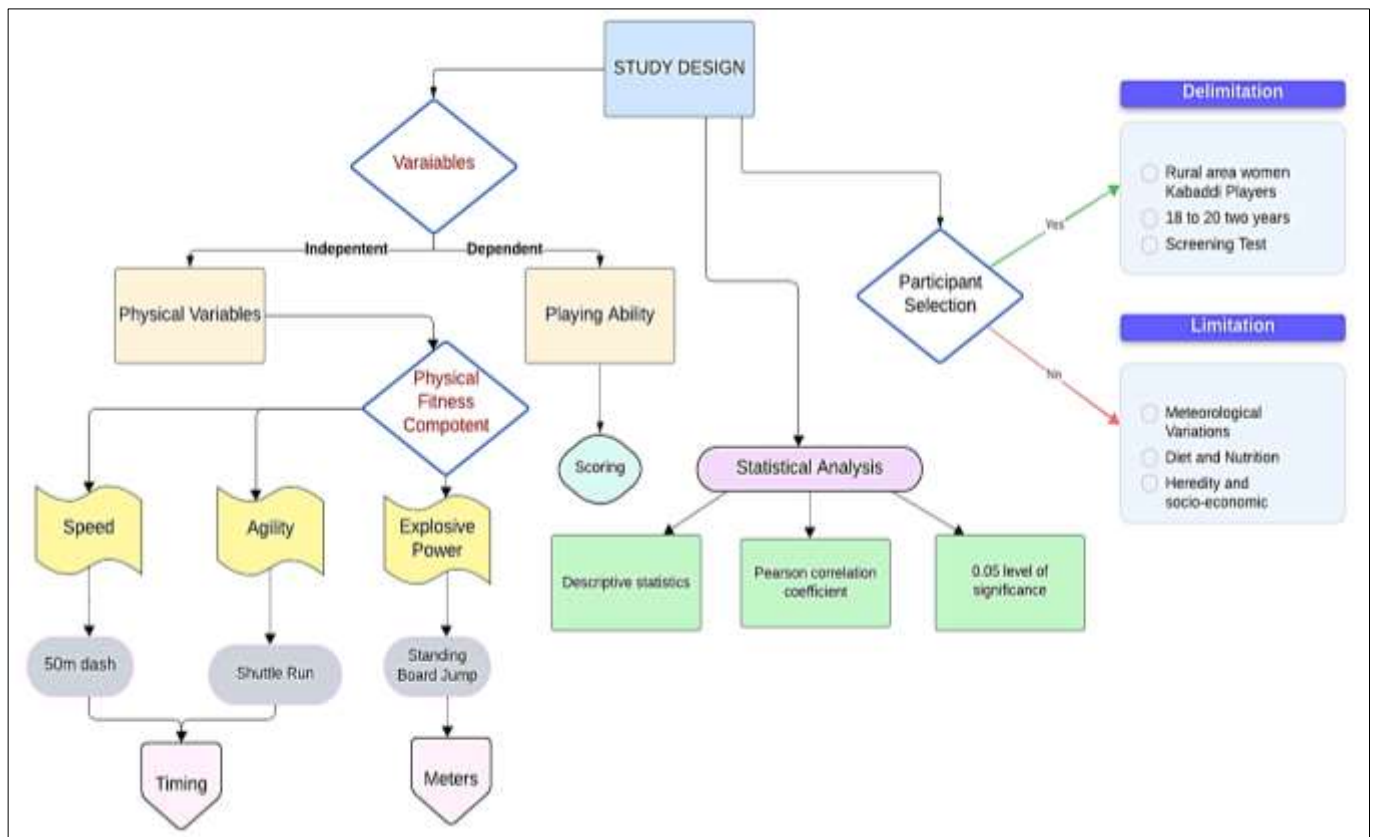 STUDY DESIGN
Varaiables
Indepentent
Dependent
Physical Variables
Playing Ability
Physical
Fitness
Compotent
Scoring
Speed
Agility
Explosive
Power
50m dash
Shuttle Run
Standing
Board Jump
Timing
Meters
Statistical Analysis
Descriptive statistics
Pearson correlation
coefficient
0.05 level of
significance
Participant
Selection
Yes
No
Delimitation
Rural area women
Kabaddi Players
18 to 20 two years
Screening Test
Limitation
Meteorological
Variations
Diet and Nutrition
Heredity and
socio-economic